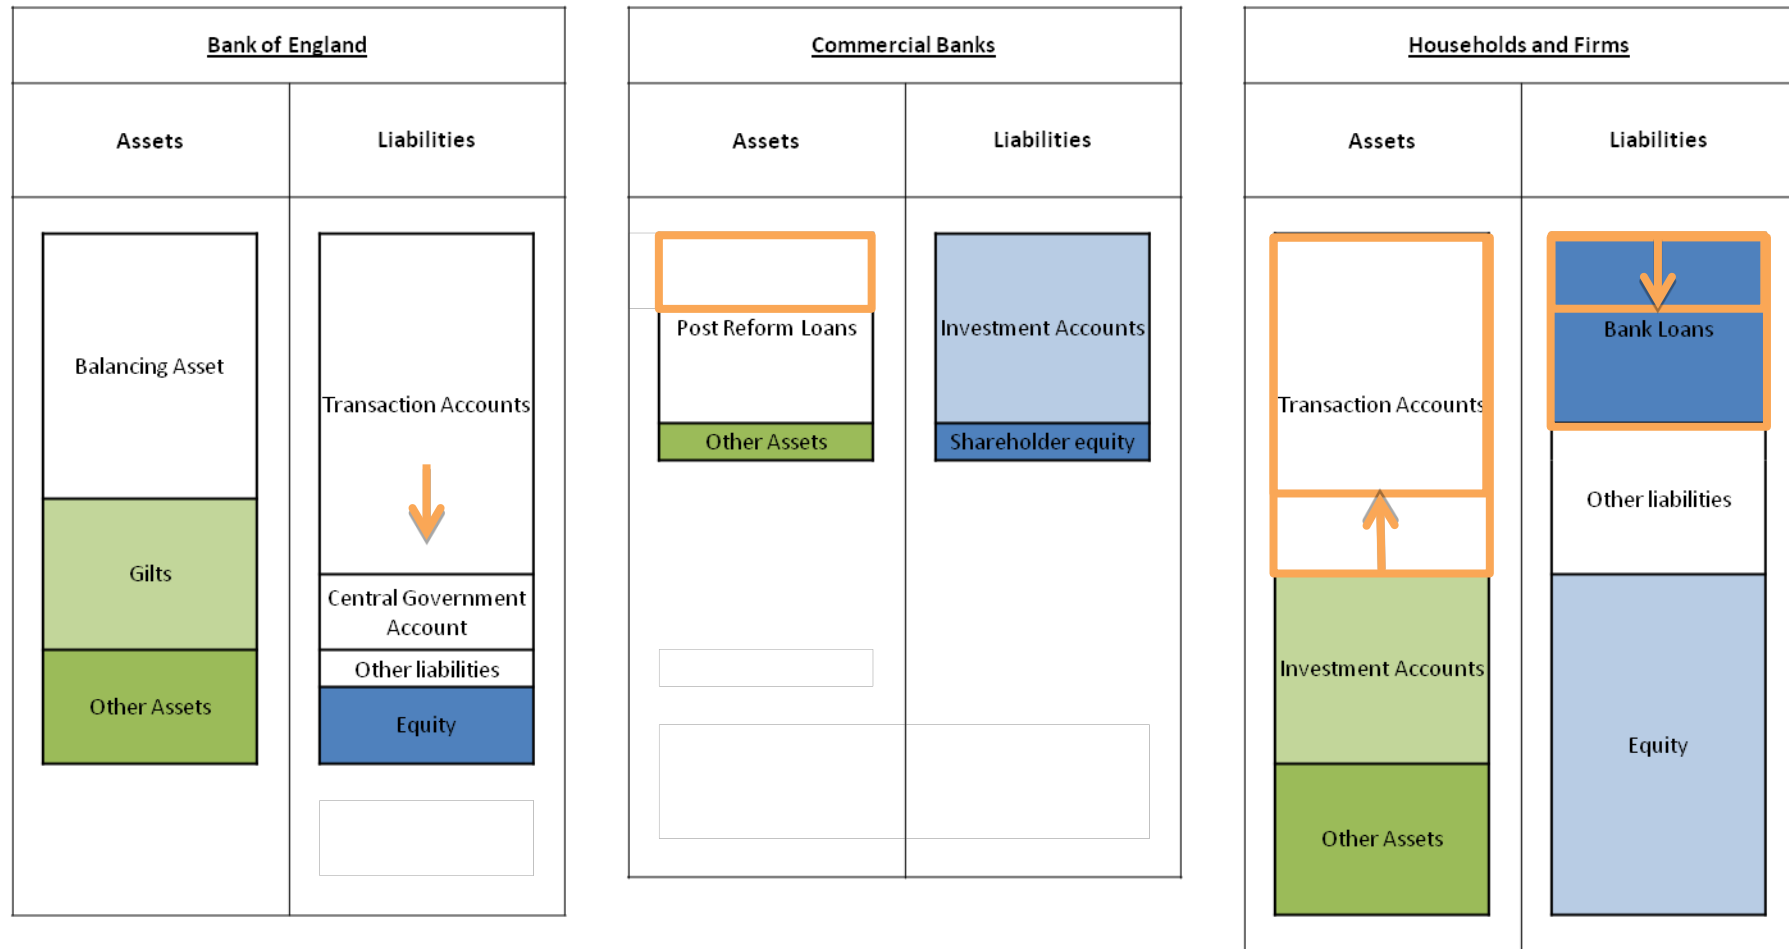 Bank of England
Assets
Liabilities
Balancing Asset
Gilts
Other Assets
Transaction Accounts
Central Government
Account
Other liabilities
Equity
Commercial Banks
Assets
Liabilities
Post Reform Loans
Other Assets
Investment Accounts
Shareholder equity
Households and Firms
Assets
Liabilities
Transaction Accounts
Investment Accounts
Other Assets
Bank Loans
Other liabilities
Equity